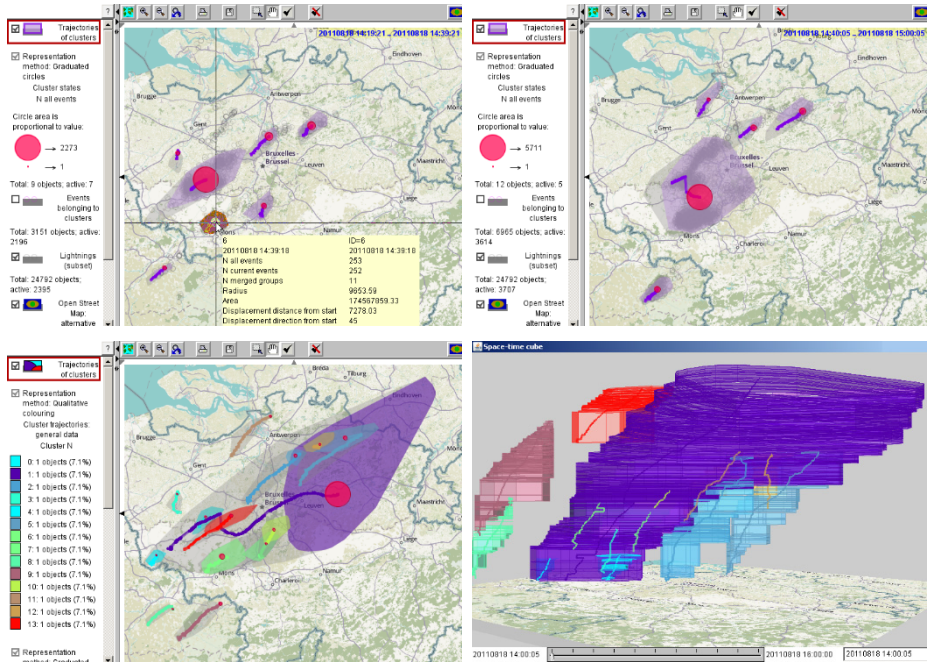 ?
20110818 14:19:21 .. 20110818 14:39:21
Trajectories
of clusters
Representation
method: Graduated
circles
Cluster states
N all events
Circle area is
proportional to value:
→ 2273
→ 1
Total: 9 objects; active: 7
Events
belonging to
clusters
Total: 3151 objects; active:
2196
Lightnings
(subset)
Total: 24792 objects;
active: 2395
Open Street
Map:
alternative
Eindhoven
Brugge
Antwerpen
Gent
Bruxelles-
Brussel
Leuven
Maastricht
Liege
Mons
Namur
6 ID=6
20110818 14:39:18 20110818 14:39:18
N all events 253
N current events 252
N merged groups 11
Radius 9653.59
Area 174567859.33
Displacement distance from start 7278.03
Displacement direction from start 45
?
20110818 14:40:05 .. 20110818 15:00:05
Trajectories
of clusters
Representation
method: Graduated
circles
Cluster states
N all events
Circle area is
proportional to value:
→ 5711
→ 1
Total: 12 objects; active: 5
Events
belonging to
clusters
Total: 6965 objects; active:
3614
Lightnings
(subset)
Total: 24792 objects;
active: 3707
Open Street
Map:
alternative
Eindhoven
Brugge
Antwerpen
Gent
Bruxelles-
Brussel
Leuven
Maastricht
Liege
Mons
Charleroi
Namur
?
Trajectories
of clusters
Representation
method: Qualitative
colouring
Cluster trajectories:
general data
Cluster N
0: 1 objects (7.1%)
1: 1 objects (7.1%)
2: 1 objects (7.1%)
3: 1 objects (7.1%)
4: 1 objects (7.1%)
5: 1 objects (7.1%)
6: 1 objects (7.1%)
7: 1 objects (7.1%)
8: 1 objects (7.1%)
9: 1 objects (7.1%)
10: 1 objects (7.1%)
11: 1 objects (7.1%)
12: 1 objects (7.1%)
13: 1 objects (7.1%)
Representation
method: Graduated
Breda
Tilburg
Brugge
Antwerpen
Gent
Bruxelles-
Brussel
Leuven
Maastricht
Liege
Mons
Charleroi
Namur
Space-time cube
20110818 14:00:05
20110818 16:00:00
20110818 14:00:05